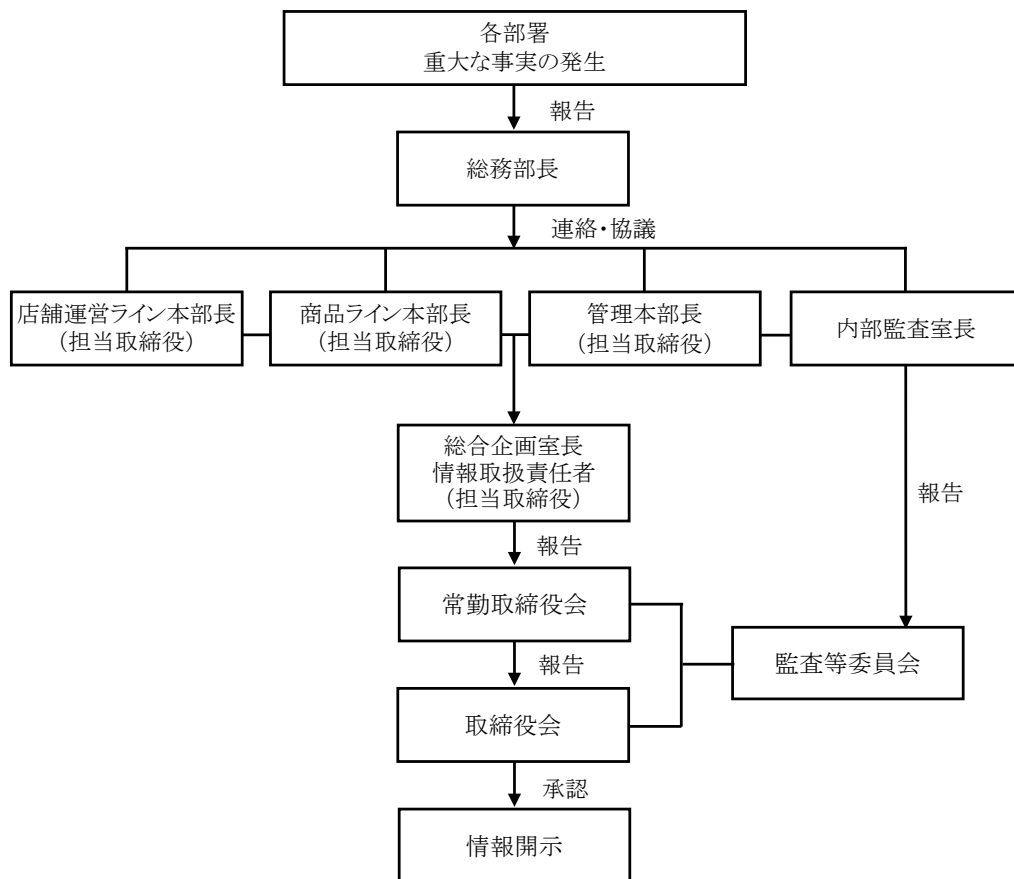 各部署
重大な事実の発生
報告
総務部長
連絡・協議
店舗運営ライン本部長
（担当取締役）
商品ライン本部長
（担当取締役）
管理本部長
（担当取締役）
内部監査室長
総合企画室長
情報取扱責任者
（担当取締役）
報告
報告
常勤取締役会
報告
監査等委員会
取締役会
承認
情報開示